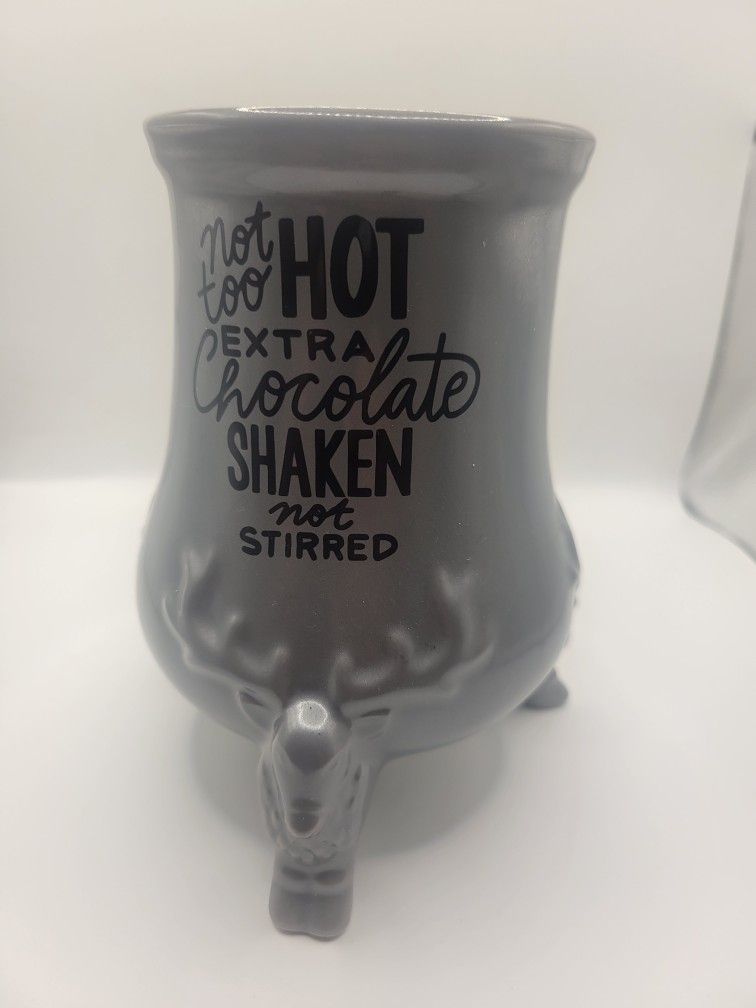 not too HOT
EXTRA
Chocolate
SHAKEN
not
STIRRED